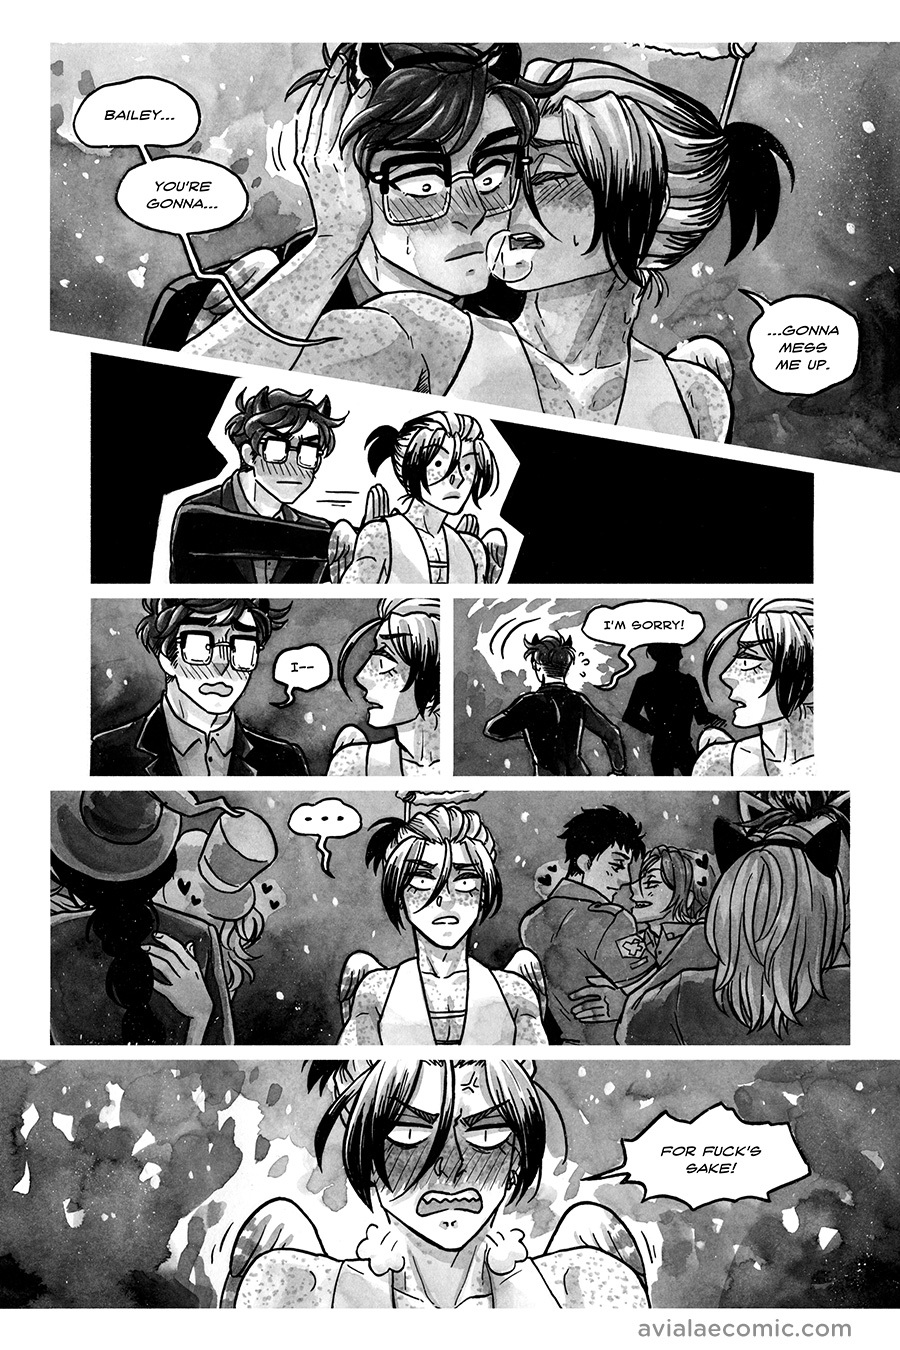 BAILEY...
YOU'RE
GONNA...
...GONNA
MESS
ME UP.
I--
I'M SORRY!
...
FOR FUCK'S
SAKE!
avialaecomic.com